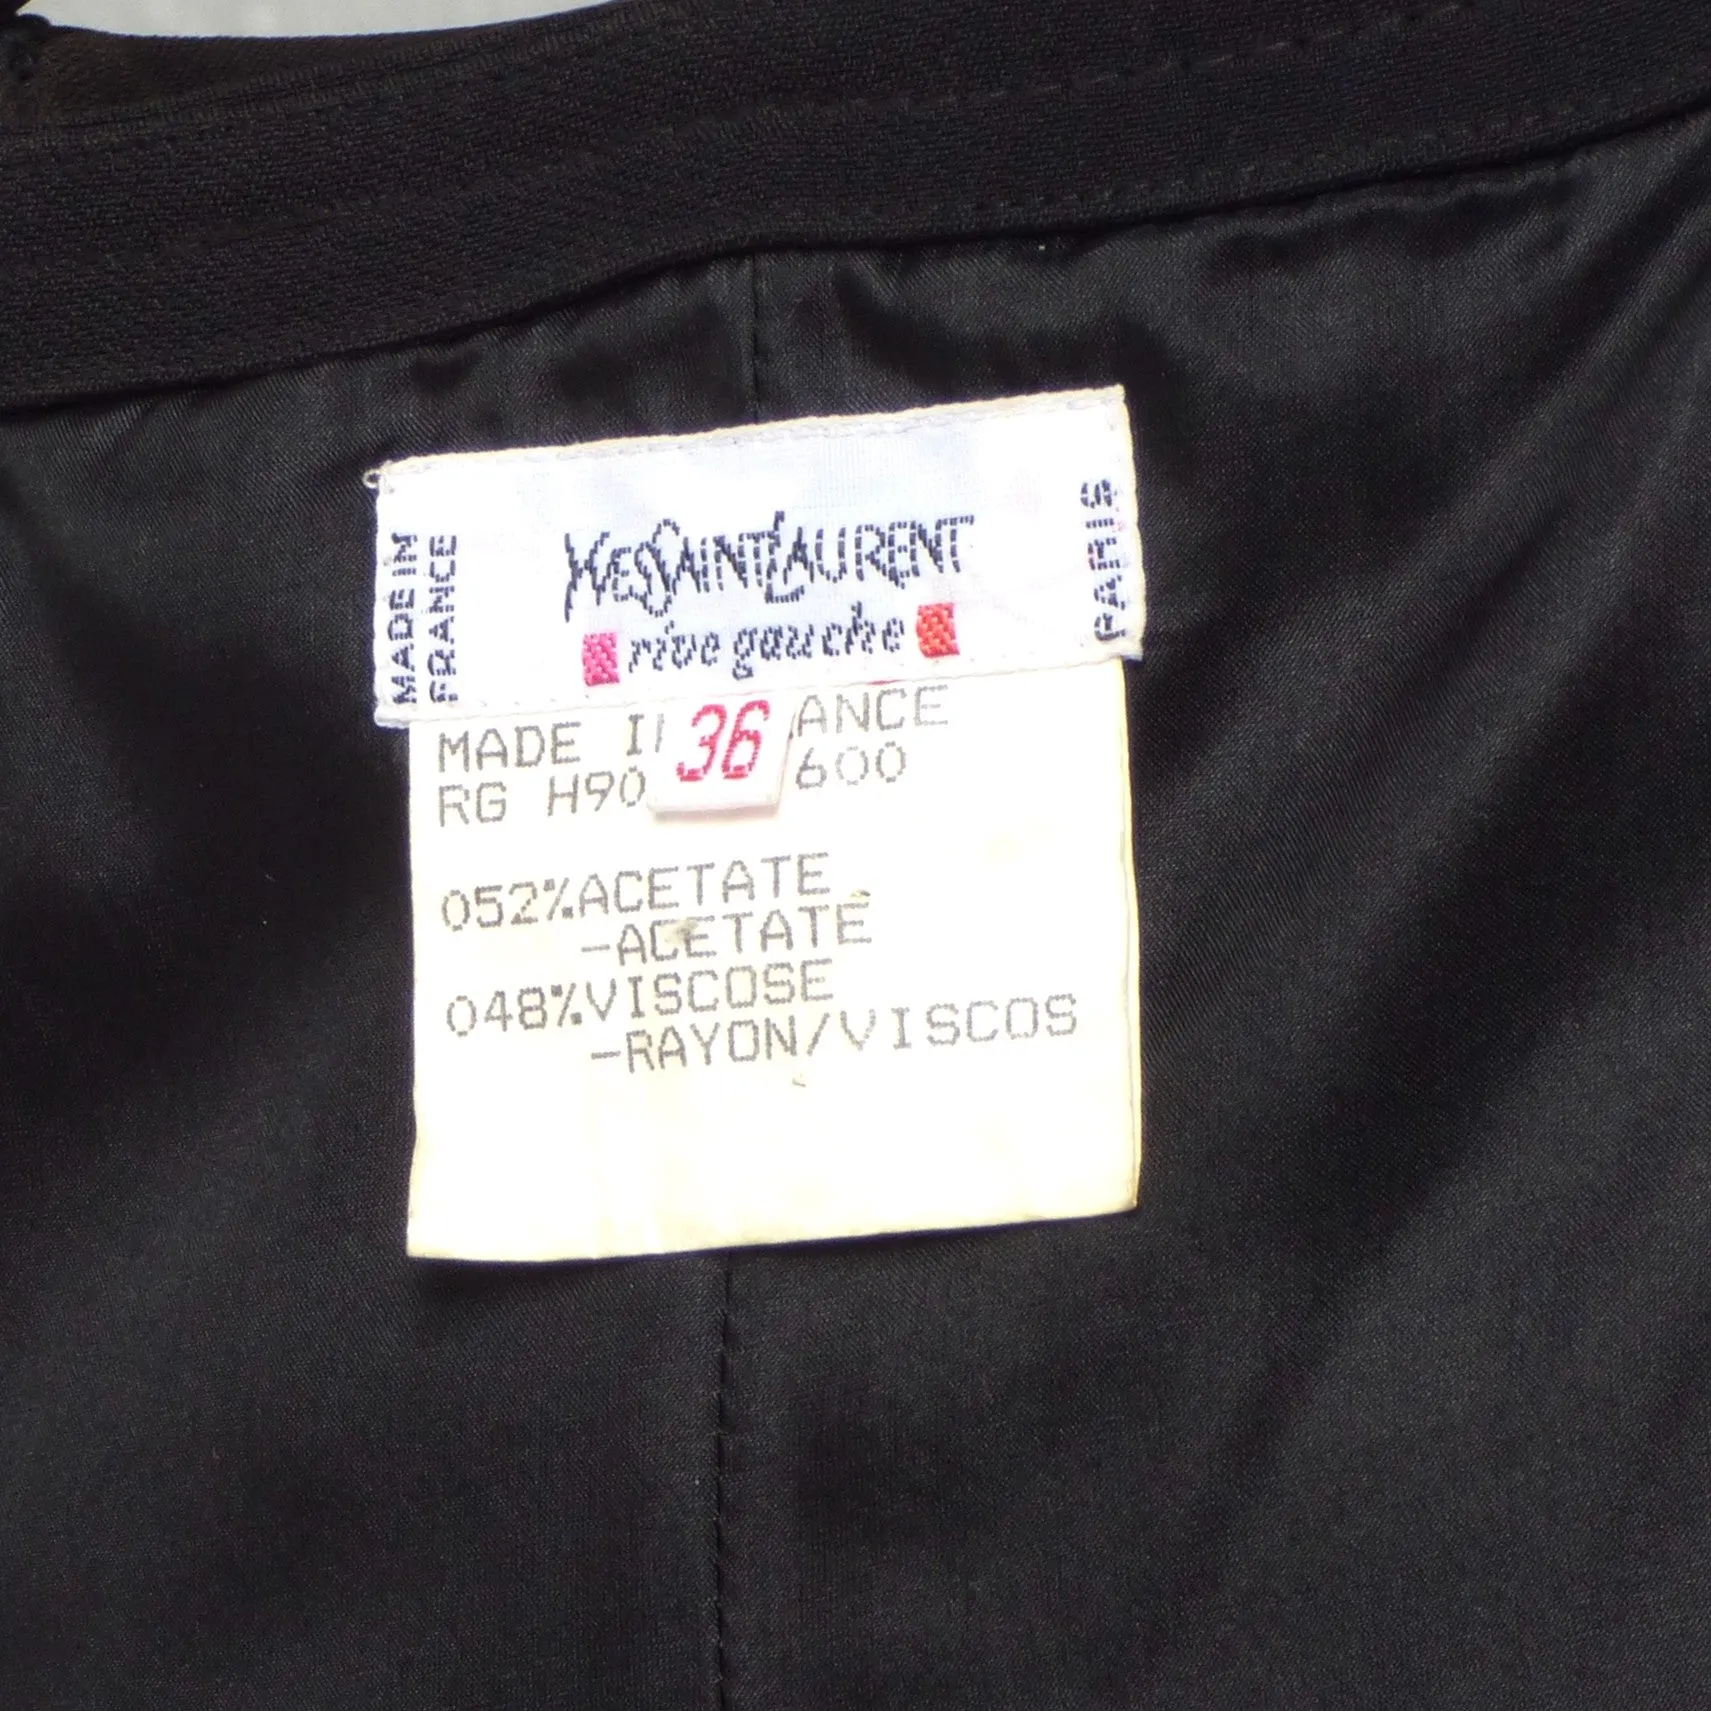 MADE IN
FRANCE
YVESSAINTLAURENT
rive gauche
PARIS
36
MADE I ANCE
RG H90 600
052%ACETATE
-ACETATE
048%VISCOSE
-RAYON/VISCOS